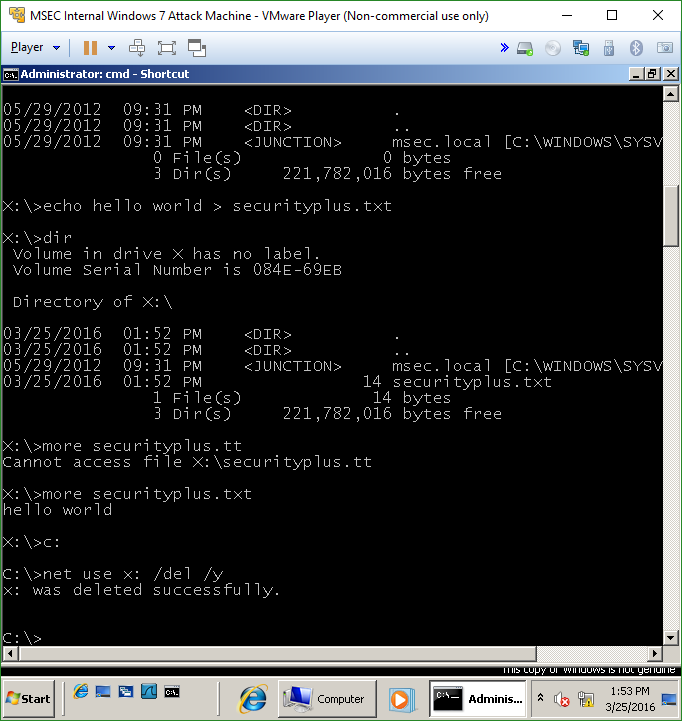 MSEC Internal Windows 7 Attack Machine - VMware Player (Non-commercial use only)
Player
Administrator: cmd - Shortcut
05/29/2012  09:31 PM    <DIR>          .
05/29/2012  09:31 PM    <DIR>          ..
05/29/2012  09:31 PM    <JUNCTION>     msec.local [C:\WINDOWS\SYSV
0 File(s)              0 bytes
3 Dir(s)     221,782,016 bytes free
X:\>echo hello world > securityplus.txt
X:\>dir
Volume in drive X has no label.
Volume Serial Number is 084E-69EB
Directory of X:\
03/25/2016  01:52 PM    <DIR>          .
03/25/2016  01:52 PM    <DIR>          ..
05/29/2012  09:31 PM    <JUNCTION>     msec.local [C:\WINDOWS\SYSV
03/25/2016  01:52 PM                14 securityplus.txt
1 File(s)             14 bytes
3 Dir(s)     221,782,016 bytes free
X:\>more securityplus.tt
Cannot access file X:\securityplus.tt
X:\>more securityplus.txt
hello world
X:\>c:
C:\>net use x: /del /y
x: was deleted successfully.
C:\>
This copy of Windows is not genuine
Start
Computer
Adminis...
1:53 PM
3/25/2016